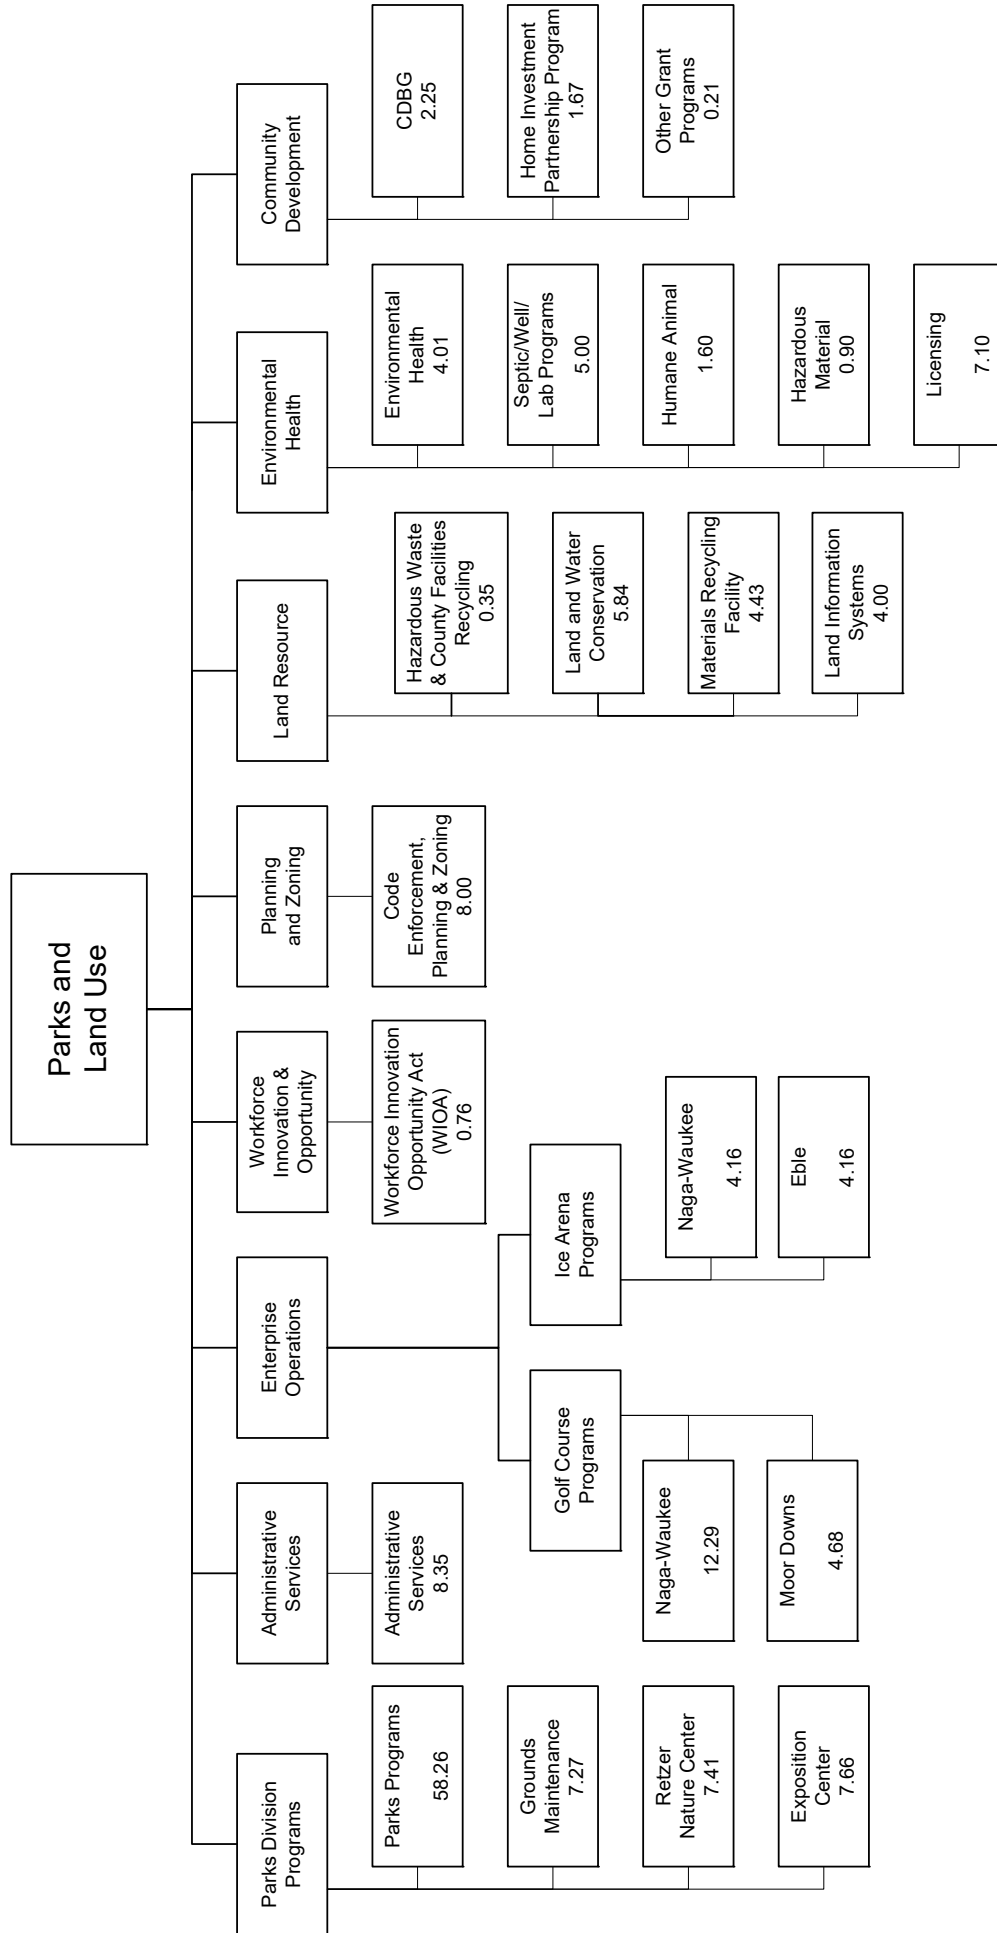 Parks and
Land Use
Parks Division
Programs
Parks Programs
58.26
Grounds
Maintenance
7.27
Retzer
Nature Center
7.41
Exposition
Center
7.66
Administrative
Services
Administrative
Services
8.35
Enterprise
Operations
Golf Course
Programs
Naga-Waukee
12.29
Moor Downs
4.68
Ice Arena
Programs
Naga-Waukee
4.16
Eble
4.16
Workforce
Innovation &
Opportunity
Workforce Innovation
Opportunity Act
(WIOA)
0.76
Planning
and Zoning
Code
Enforcement,
Planning & Zoning
8.00
Land Resource
Hazardous Waste
& County Facilities
Recycling
0.35
Land and Water
Conservation
5.84
Materials Recycling
Facility
4.43
Land Information
Systems
4.00
Environmental
Health
Environmental
Health
4.01
Septic/Well/
Lab Programs
5.00
Humane Animal
1.60
Hazardous
Material
0.90
Licensing
7.10
Community
Development
CDBG
2.25
Home Investment
Partnership Program
1.67
Other Grant
Programs
0.21